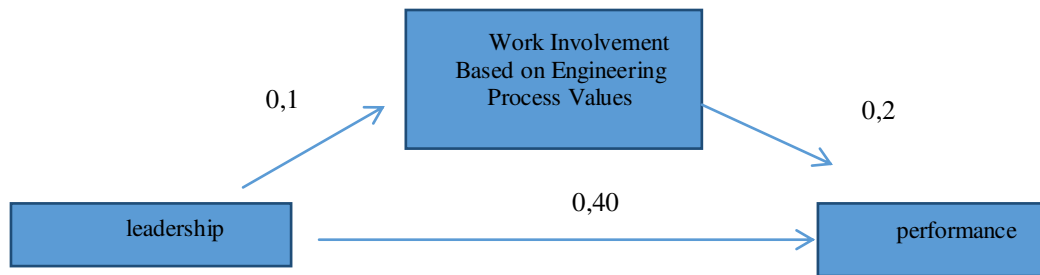 Work Involvement
Based on Engineering
Process Values
0,1
0,2
0,40
leadership
performance